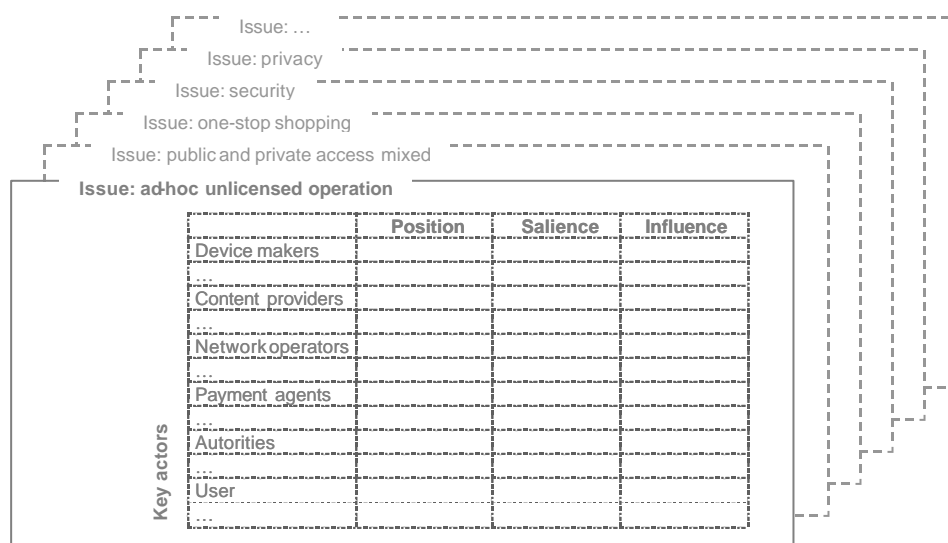 Issue: …
Issue: privacy
Issue: security
Issue: one-stop shopping
Issue: public and private access mixed
Issue: ad-hoc unlicensed operation
Position Salience Influence
Device makers
…
Content providers
…
Network operators
…
Payment agents
…
Autorities
…
User
…
Key actors